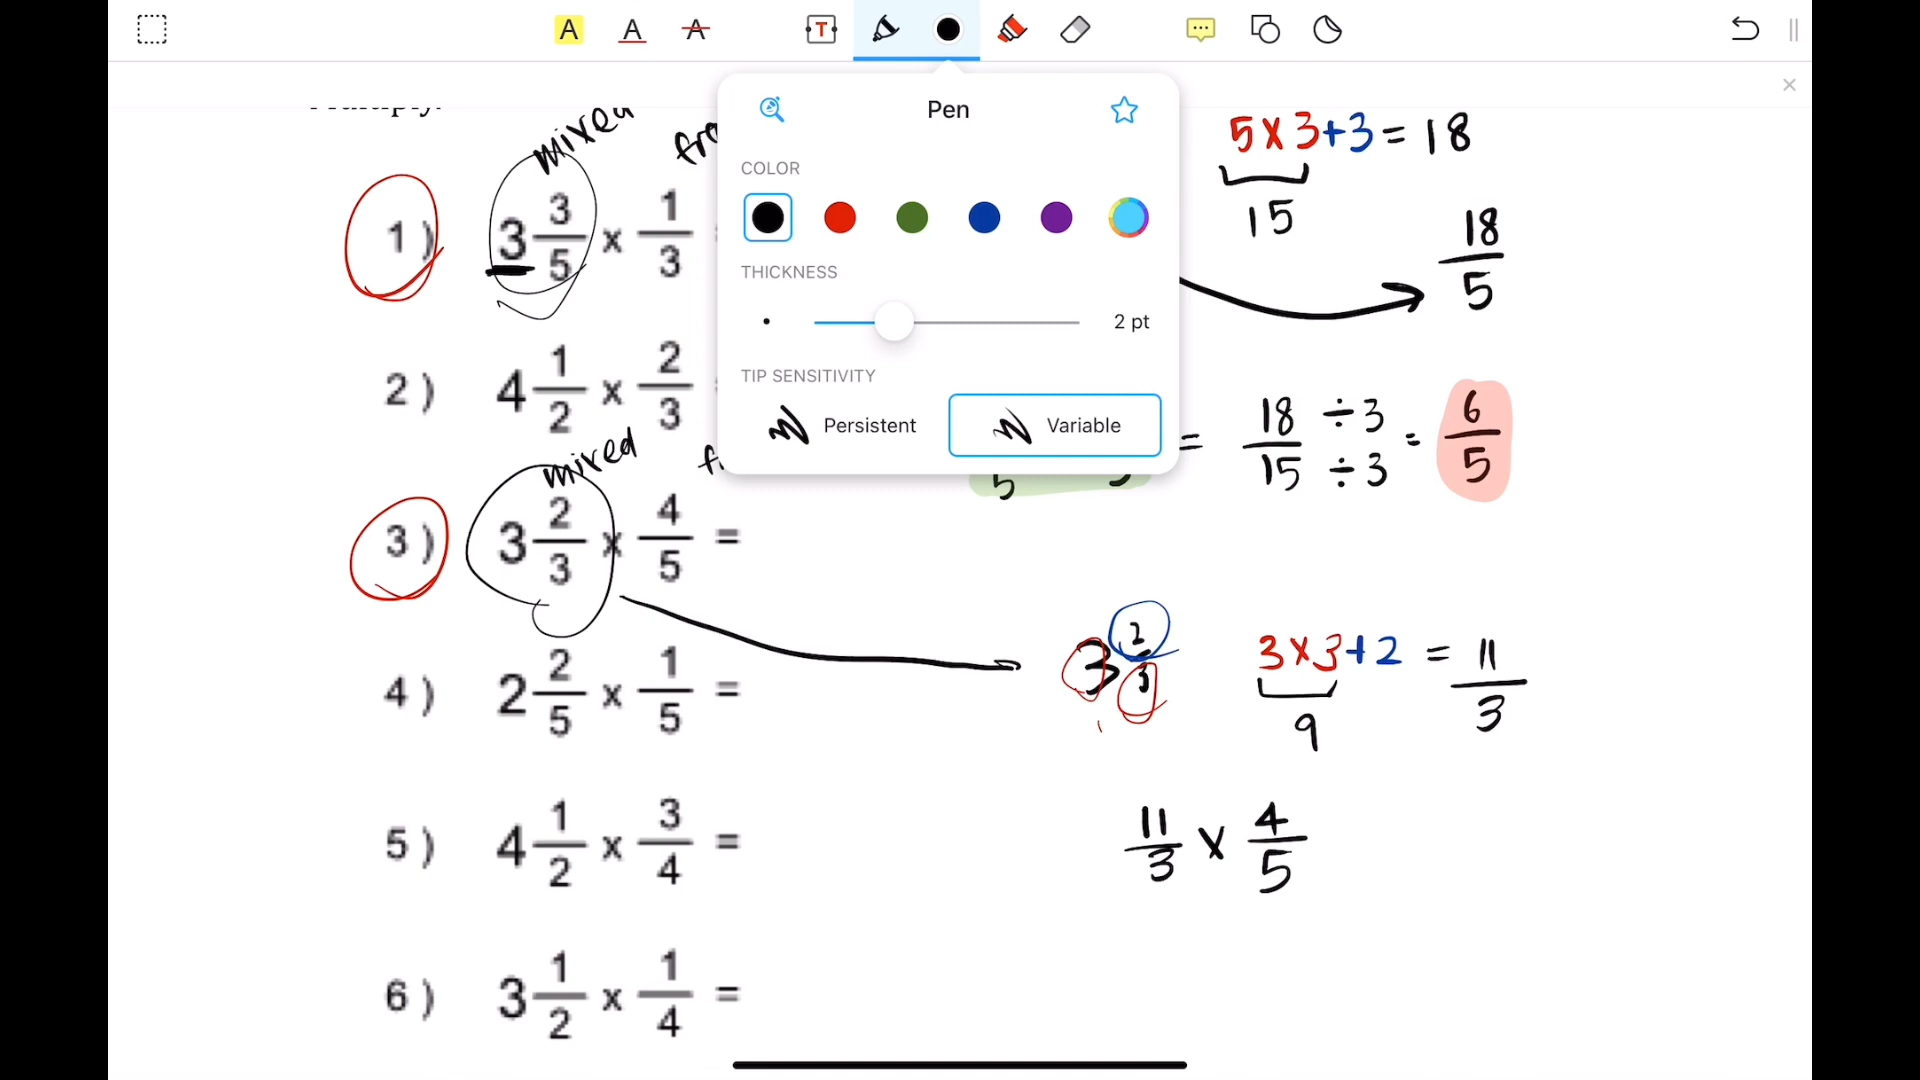 A A A T
Pen
COLOR
THICKNESS
2 pt
TIP SENSITIVITY
Persistent Variable
mixed
1) 3 3/5 x 1/3
5 x 3 + 3 = 18
15
18/5
2) 4 1/2 x 2/3
= 18/15 ÷3/÷3 = 6/5
5
mixed
3) 3 2/3 x 4/5 =
3 2/3 3x3+2 = 11/3
9
4) 2 2/5 x 1/5 =
5) 4 1/2 x 3/4 =
11/3 x 4/5
6) 3 1/2 x 1/4 =